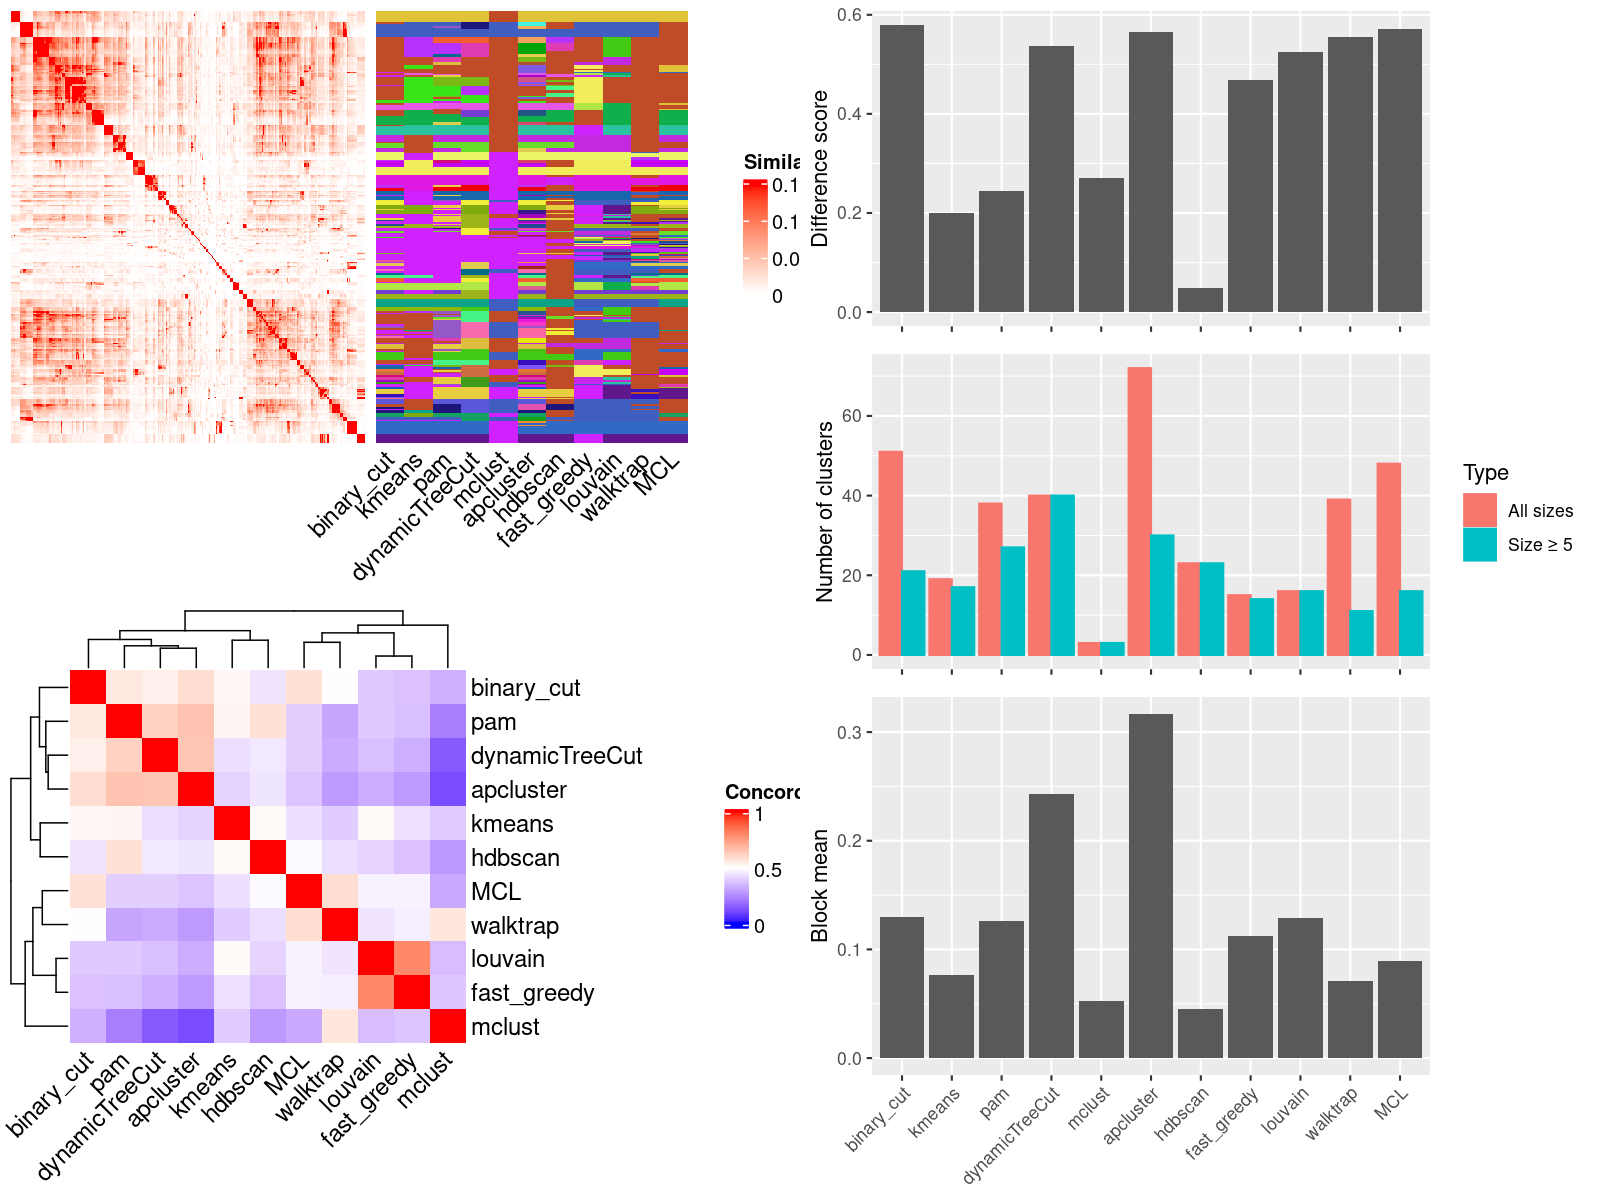 Simila
0.1
0.1
0.0
0
binary_cut
kmeans
pam
dynamicTreeCut
mclust
apcluster
hdbscan
fast_greedy
louvain
walktrap
MCL
binary_cut
pam
dynamicTreeCut
apcluster
kmeans
hdbscan
MCL
walktrap
louvain
fast_greedy
mclust
binary_cut
pam
dynamicTreeCut
apcluster
kmeans
hdbscan
MCL
walktrap
louvain
fast_greedy
mclust
Concord
1
0.5
0
Difference score
0.6
0.4
0.2
0.0
Number of clusters
60
40
20
0
Type
All sizes
Size ≥ 5
Block mean
0.3
0.2
0.1
0.0
binary_cut
kmeans
pam
dynamicTreeCut
mclust
apcluster
hdbscan
fast_greedy
louvain
walktrap
MCL